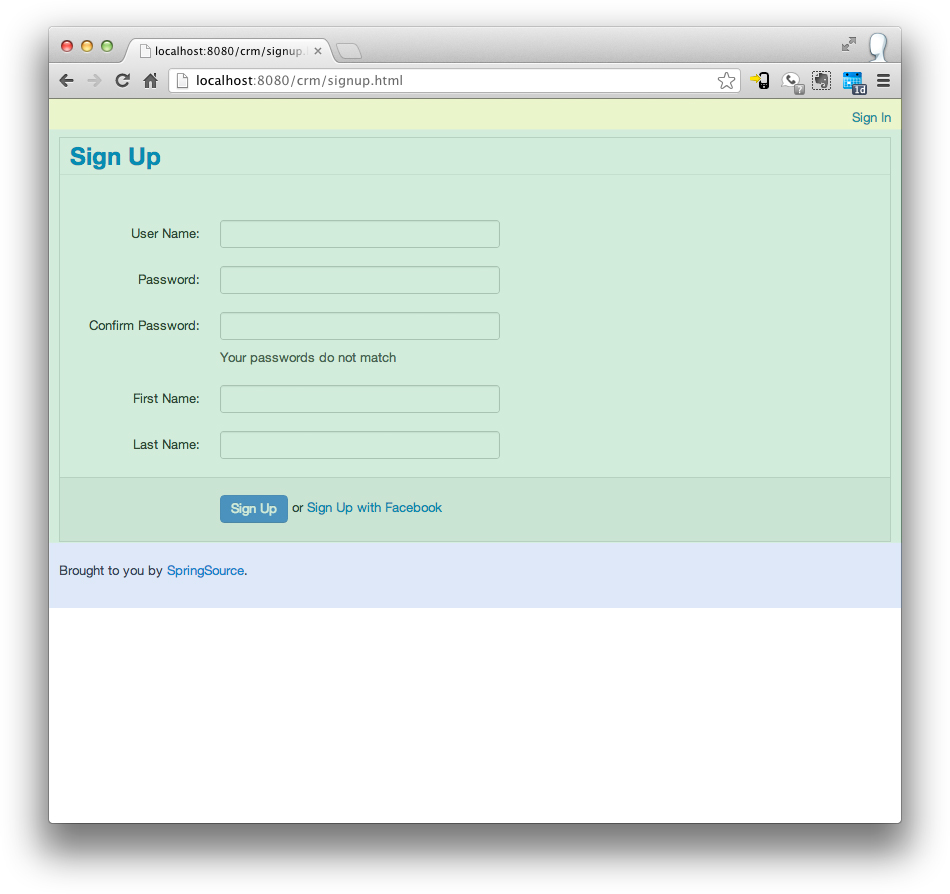 localhost:8080/crm/signup.
localhost:8080/crm/signup.html
?
1d
Sign In
Sign Up
User Name:
Password:
Confirm Password:
Your passwords do not match
First Name:
Last Name:
Sign Up or Sign Up with Facebook
Brought to you by SpringSource.